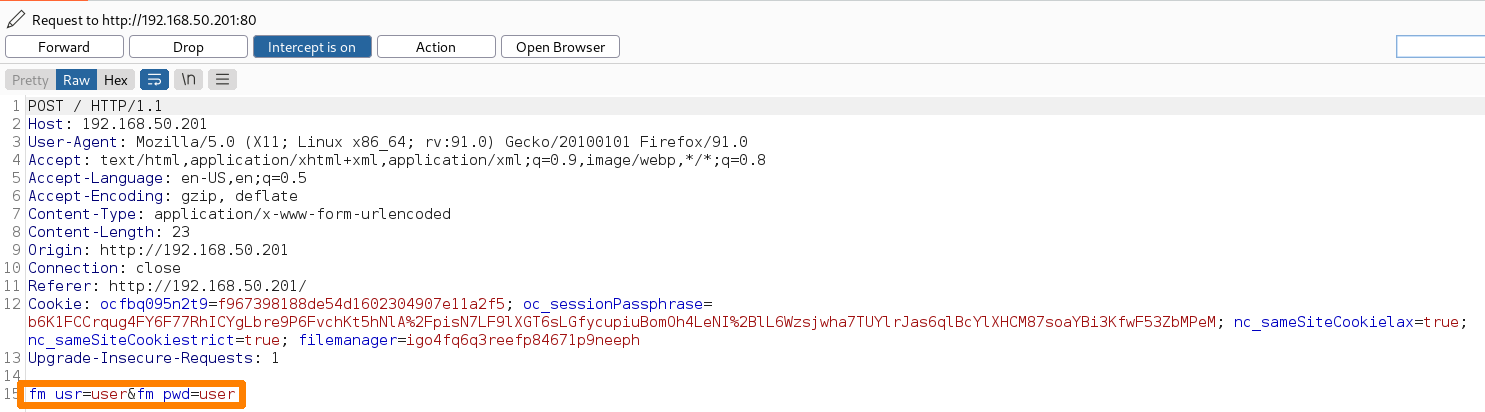 Request to http://192.168.50.201:80
Forward Drop Intercept is on Action Open Browser
Pretty Raw Hex \n
1 POST / HTTP/1.1
2 Host: 192.168.50.201
3 User-Agent: Mozilla/5.0 (X11; Linux x86_64; rv:91.0) Gecko/20100101 Firefox/91.0
4 Accept: text/html,application/xhtml+xml,application/xml;q=0.9,image/webp,*/*;q=0.8
5 Accept-Language: en-US,en;q=0.5
6 Accept-Encoding: gzip, deflate
7 Content-Type: application/x-www-form-urlencoded
8 Content-Length: 23
9 Origin: http://192.168.50.201
10 Connection: close
11 Referer: http://192.168.50.201/
12 Cookie: ocfbq095n2t9=f967398188de54d1602304907e11a2f5; oc_sessionPassphrase=
b6K1FCCrqug4FY6F77RhICYgLbre9P6FvchKt5hNlA%2FpisN7LF9lXGT6sLGfycupiuBomOh4LeNI%2BlL6Wzsjwha7TUYlrJas6qlBcYlXHCM87soaYBi3KfwF53ZbMPeM; nc_sameSiteCookielax=true;
nc_sameSiteCookiestrict=true; filemanager=igo4fq6q3reefp84671p9neeph
13 Upgrade-Insecure-Requests: 1
14
15 fm usr=user&fm pwd=user